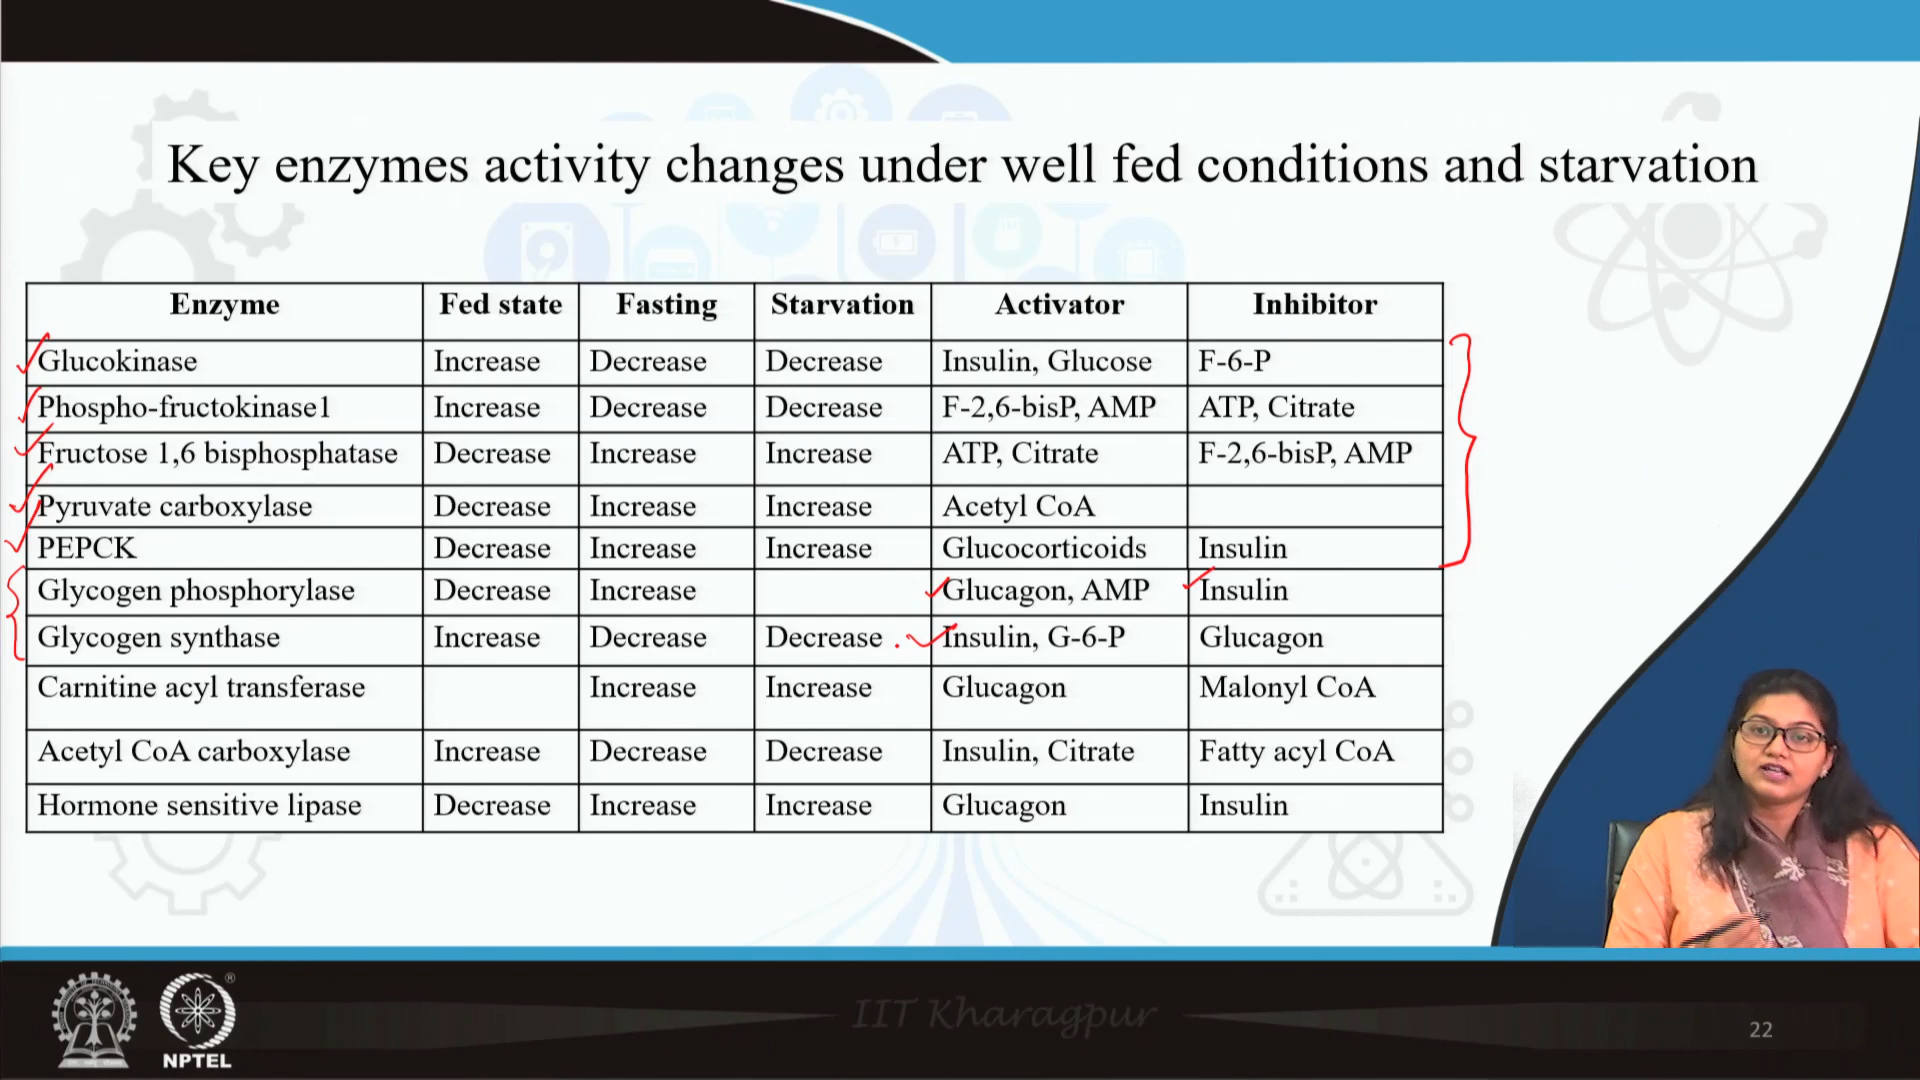 Key enzymes activity changes under well fed conditions and starvation
Enzyme Fed state Fasting Starvation Activator Inhibitor
Glucokinase Increase Decrease Decrease Insulin, Glucose F-6-P
Phospho-fructokinase1 Increase Decrease Decrease F-2,6-bisP, AMP ATP, Citrate
Fructose 1,6 bisphosphatase Decrease Increase Increase ATP, Citrate F-2,6-bisP, AMP
Pyruvate carboxylase Decrease Increase Increase Acetyl CoA
PEPCK Decrease Increase Increase Glucocorticoids Insulin
Glycogen phosphorylase Decrease Increase Glucagon, AMP Insulin
Glycogen synthase Increase Decrease Decrease Insulin, G-6-P Glucagon
Carnitine acyl transferase Increase Increase Glucagon Malonyl CoA
Acetyl CoA carboxylase Increase Decrease Decrease Insulin, Citrate Fatty acyl CoA
Hormone sensitive lipase Decrease Increase Increase Glucagon Insulin
IIT Kharagpur
®
NPTEL
22